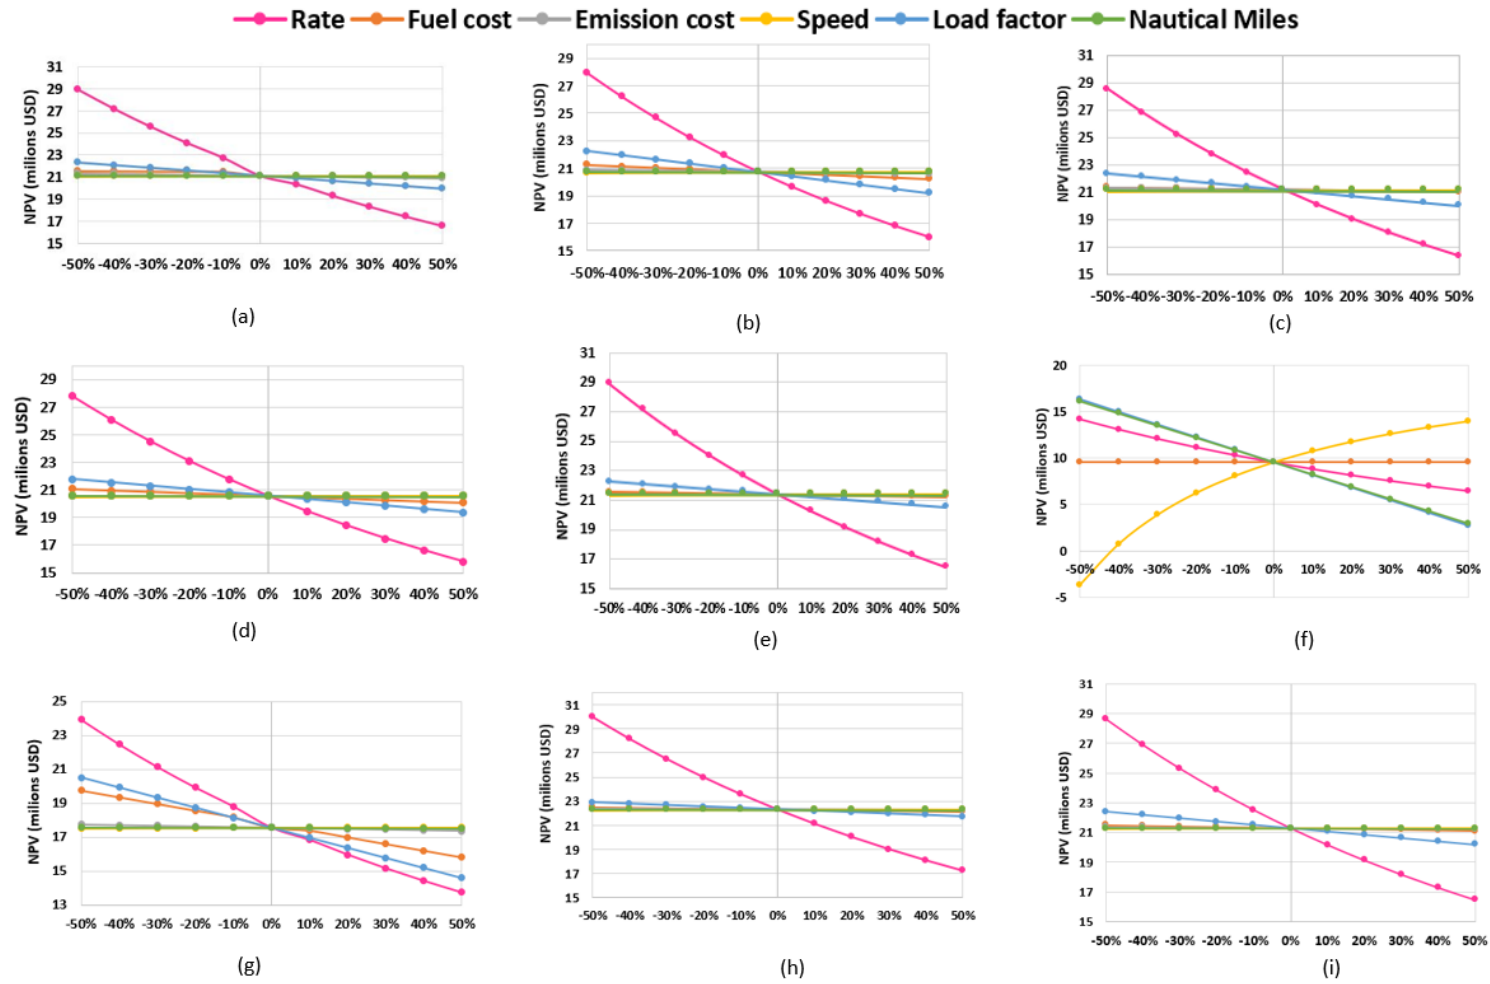 Rate Fuel cost Emission cost Speed Load factor Nautical Miles
NPV (milions USD)
31
29
27
25
23
21
19
17
15
-50% -40% -30% -20% -10% 0% 10% 20% 30% 40% 50%
(a)
NPV (milions USD)
29
27
25
23
21
19
17
15
-50% -40% -30% -20% -10% 0% 10% 20% 30% 40% 50%
(b)
NPV (milions USD)
31
29
27
25
23
21
19
17
15
-50% -40% -30% -20% -10% 0% 10% 20% 30% 40% 50%
(c)
NPV (milions USD)
29
27
25
23
21
19
17
15
-50% -40% -30% -20% -10% 0% 10% 20% 30% 40% 50%
(d)
NPV (milions USD)
31
29
27
25
23
21
19
17
15
-50% -40% -30% -20% -10% 0% 10% 20% 30% 40% 50%
(e)
NPV (milions USD)
20
15
10
5
0
-5
-50% -40% -30% -20% -10% 0% 10% 20% 30% 40% 50%
(f)
NPV (milions USD)
25
23
21
19
17
15
13
-50% -40% -30% -20% -10% 0% 10% 20% 30% 40% 50%
(g)
NPV (milions USD)
31
29
27
25
23
21
19
17
15
-50% -40% -30% -20% -10% 0% 10% 20% 30% 40% 50%
(h)
NPV (milions USD)
31
29
27
25
23
21
19
17
15
-50% -40% -30% -20% -10% 0% 10% 20% 30% 40% 50%
(i)